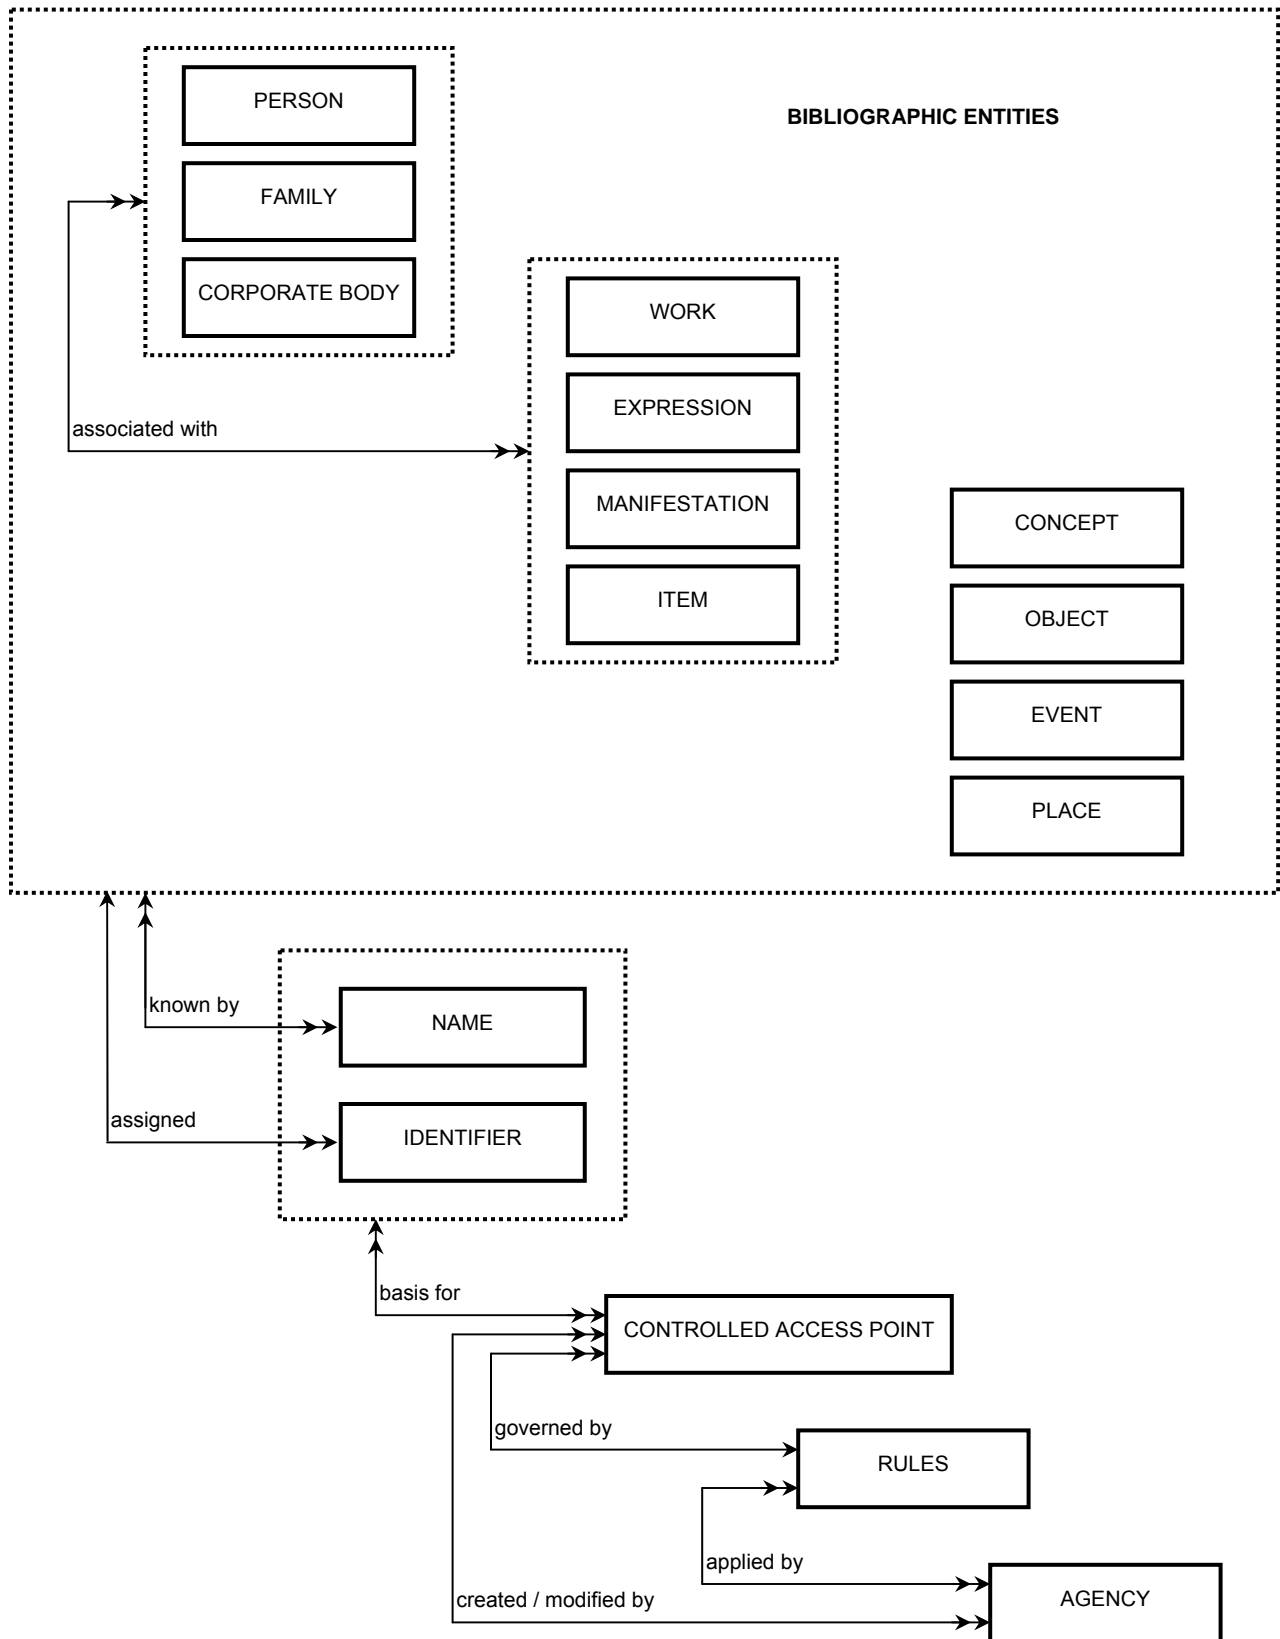 PERSON
BIBLIOGRAPHIC ENTITIES
FAMILY
CORPORATE BODY
WORK
EXPRESSION
associated with
MANIFESTATION
CONCEPT
ITEM
OBJECT
EVENT
PLACE
known by
NAME
assigned
IDENTIFIER
basis for
CONTROLLED ACCESS POINT
governed by
RULES
applied by
AGENCY
created / modified by